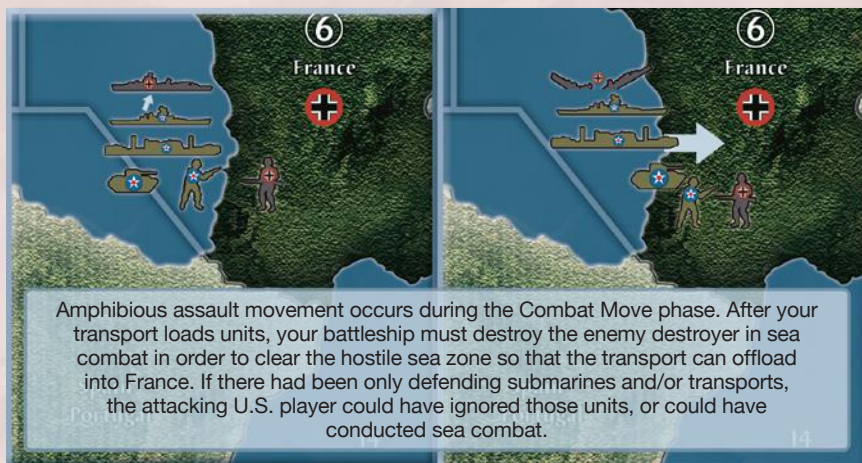 6
France
6
France
Amphibious assault movement occurs during the Combat Move phase. After your
transport loads units, your battleship must destroy the enemy destroyer in sea
combat in order to clear the hostile sea zone so that the transport can offload
into France. If there had been only defending submarines and/or transports,
the attacking U.S. player could have ignored those units, or could have
conducted sea combat.
14